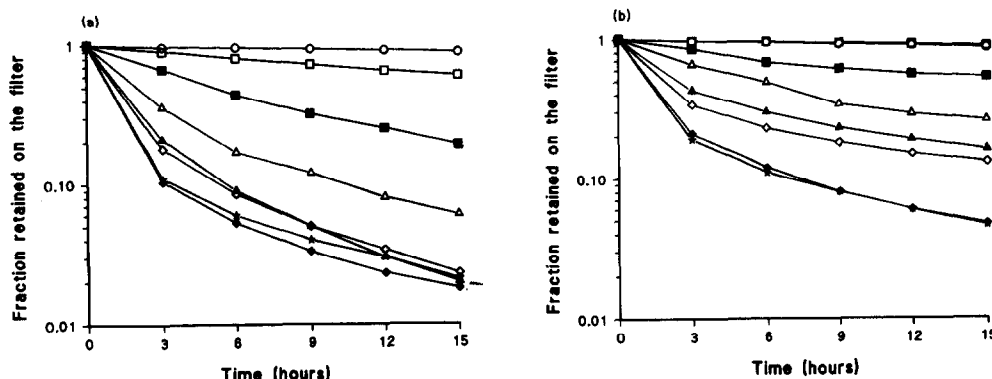 (a)
Fraction retained on the filter
1
0.10
0.01
0 3 6 9 12 15
Time (hours)
(b)
Fraction retained on the filter
1
0.10
0.01
0 3 6 9 12 15
Time (hours)